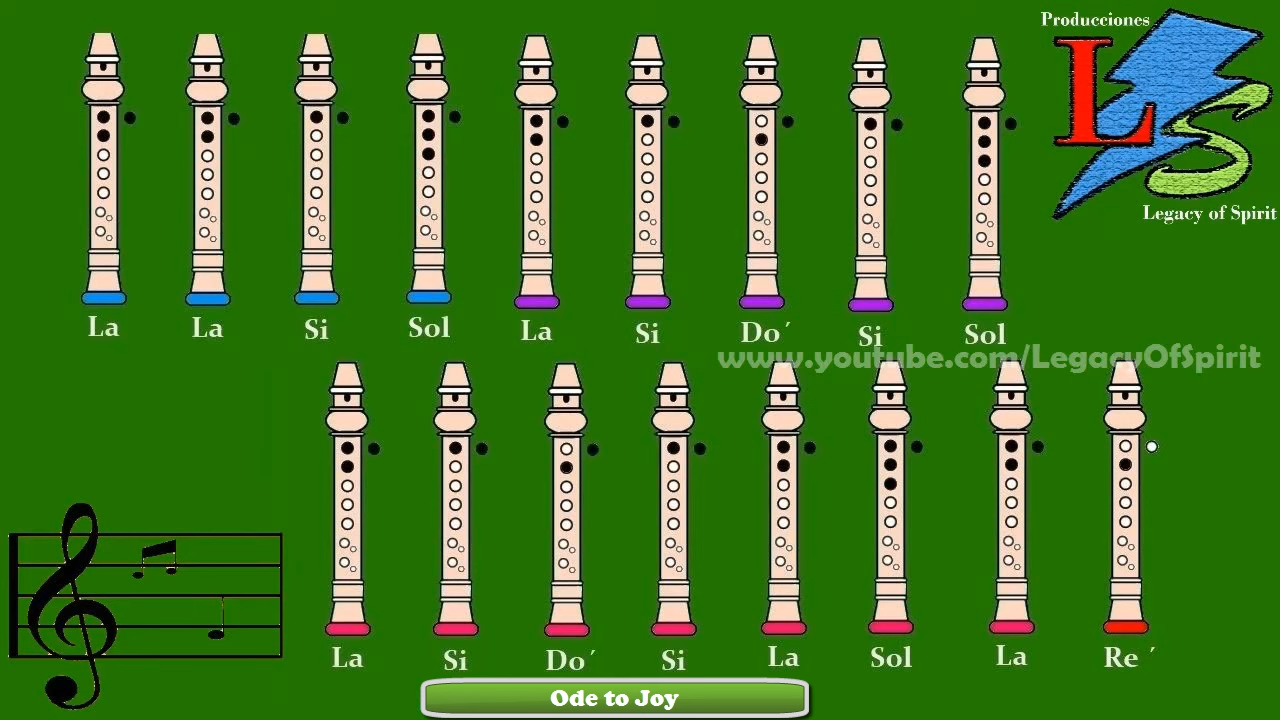 Producciones
LS
Legacy of Spirit
La La Si Sol La Si Do´ Si Sol
www.youtube.com/LegacyOfSpirit
La Si Do´ Si La Sol La Re ´
Ode to Joy